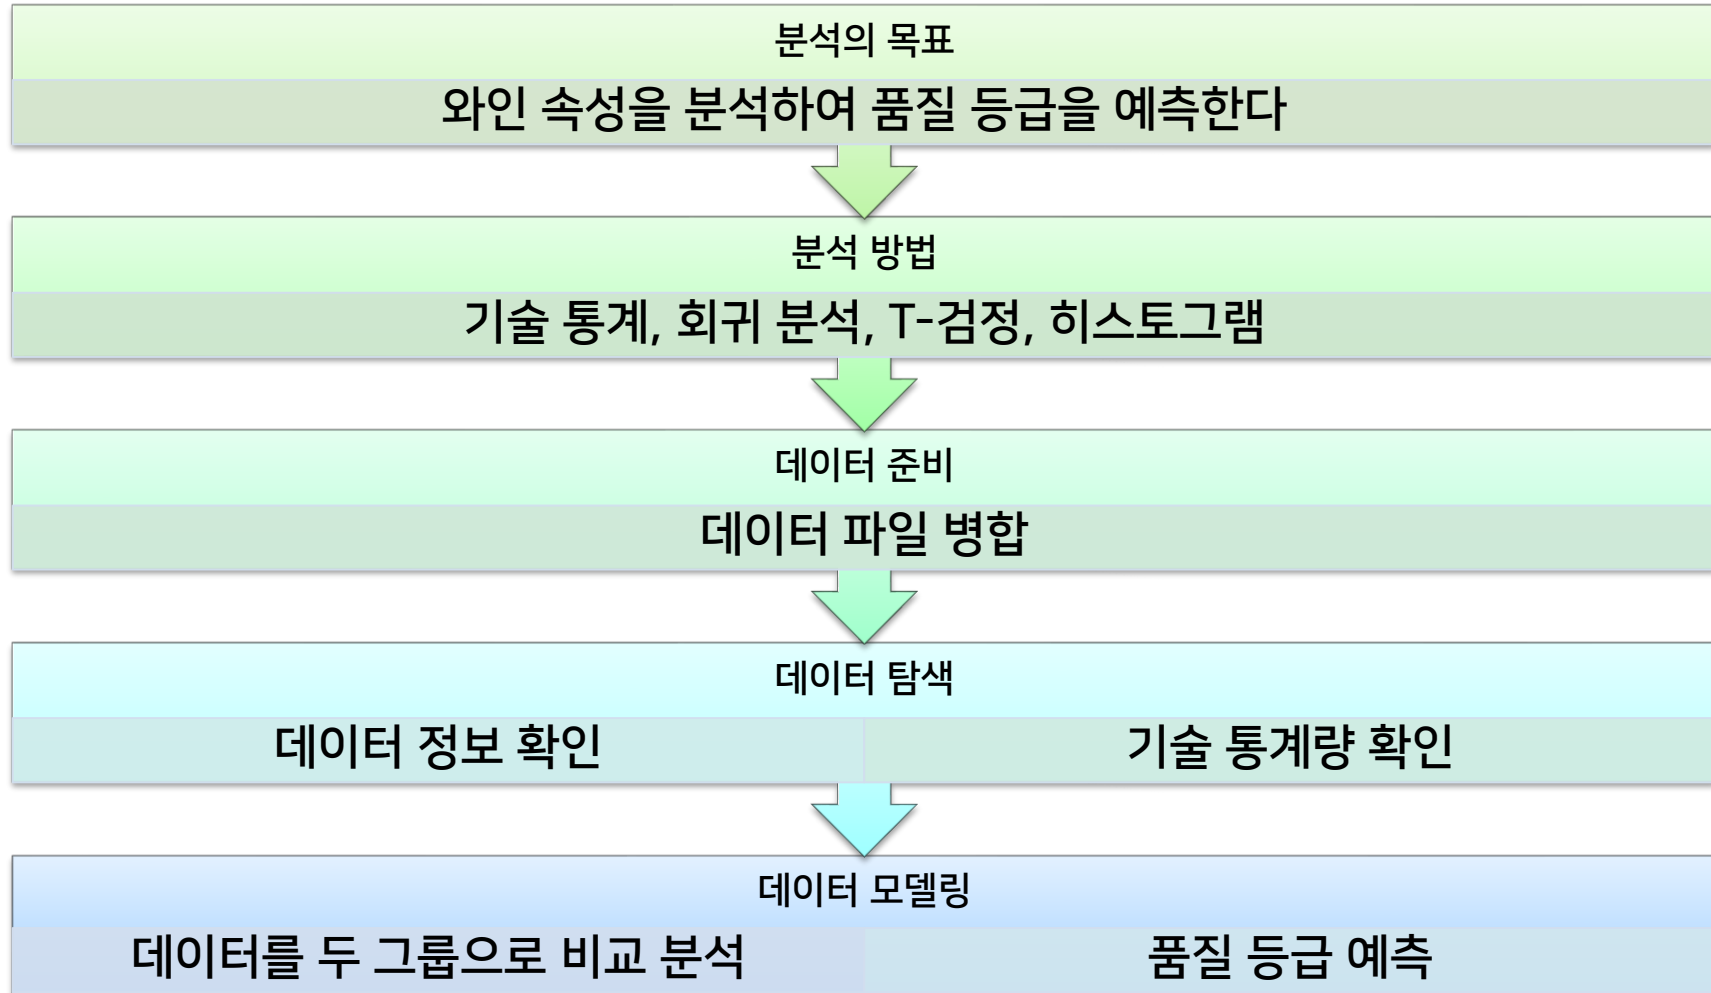 분석의 목표
와인 속성을 분석하여 품질 등급을 예측한다
분석 방법
기술 통계, 회귀 분석, T-검정, 히스토그램
데이터 준비
데이터 파일 병합
데이터 탐색
데이터 정보 확인
기술 통계량 확인
데이터 모델링
데이터를 두 그룹으로 비교 분석
품질 등급 예측